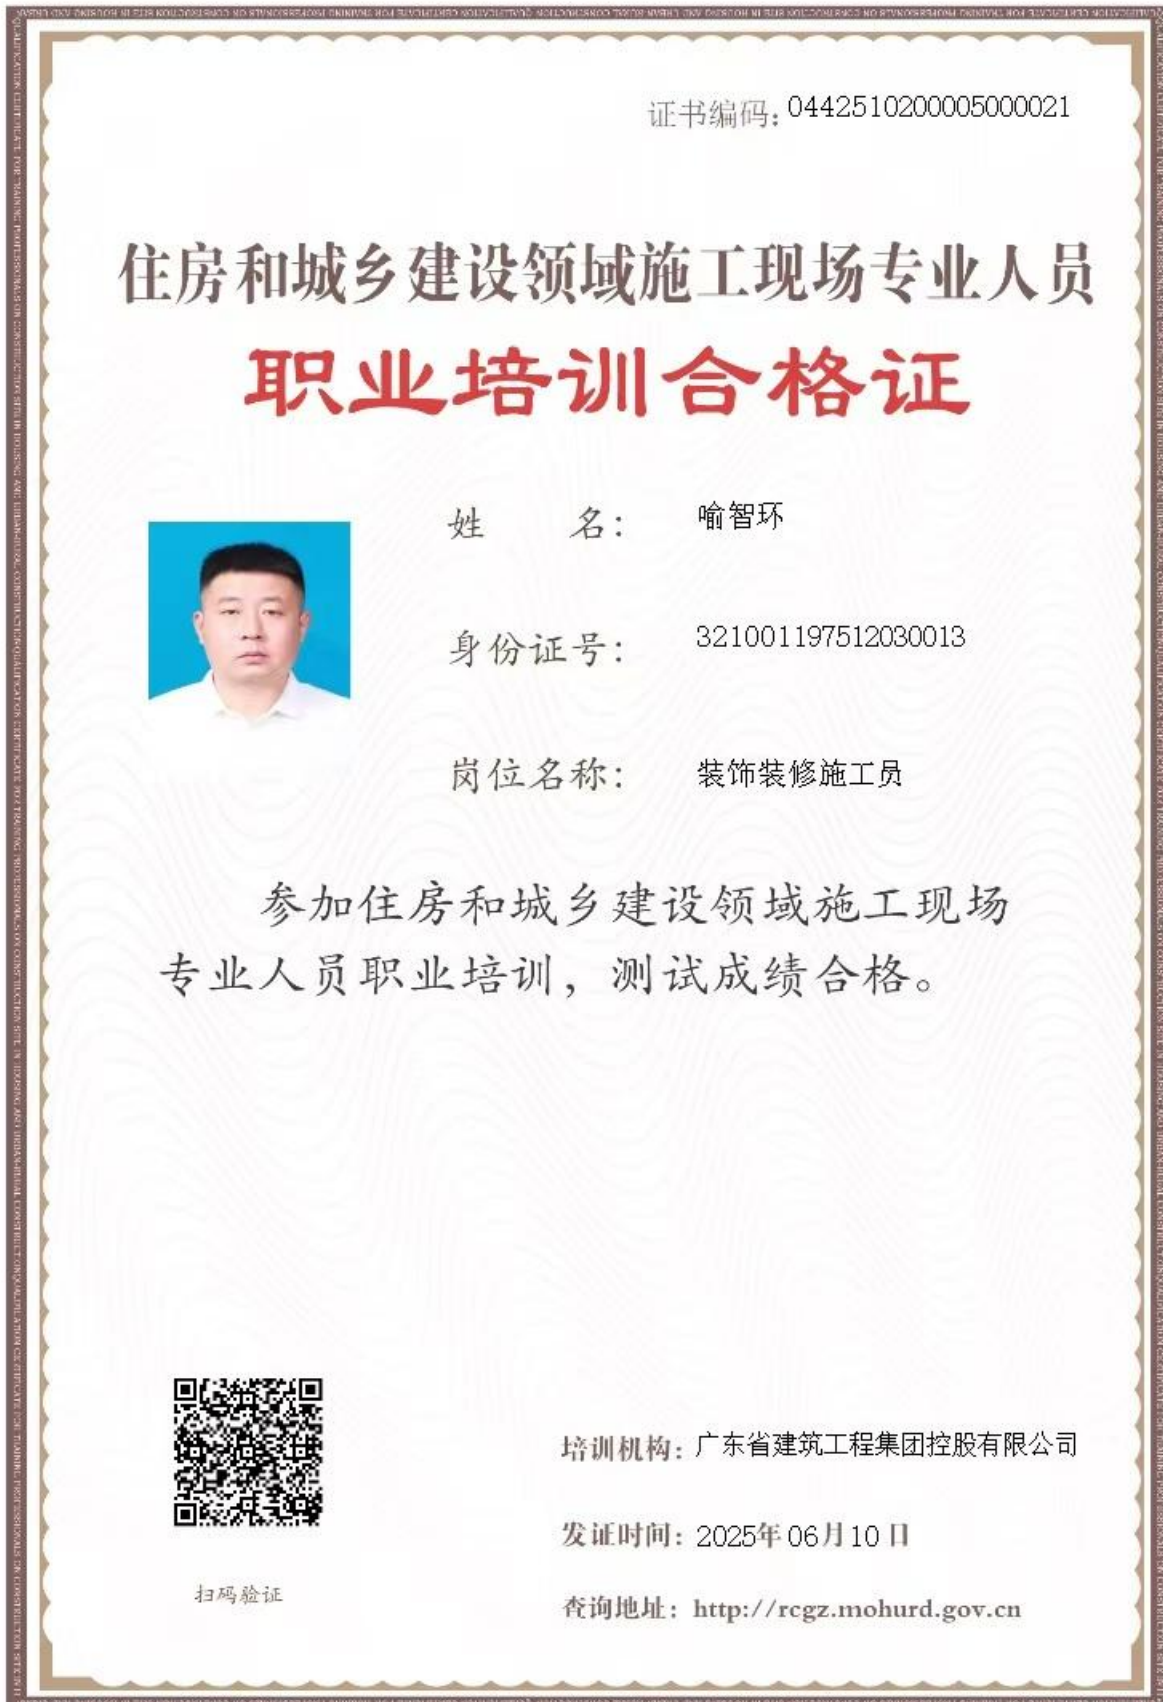 证书编码：0442510200005000021
住房和城乡建设领域施工现场专业人员
职业培训合格证
姓名：喻智环
身份证号：321001197512030013
岗位名称：装饰装修施工员
参加住房和城乡建设领域施工现场
专业人员职业培训，测试成绩合格。
培训机构：广东省建筑工程集团控股有限公司
发证时间：2025年06月10日
扫码验证
查询地址：http://rcgz.mohurd.gov.cn